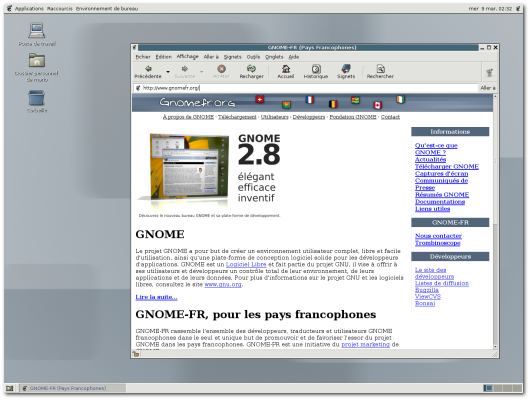 Applications Raccourcis Environnement de bureau
mer 9 mar, 02:32
Poste de travail
Dossier personnel
de mario
Corbeille
GNOME-FR (Pays Francophones)
Fichier Édition Affichage Aller à Signets Outils Onglets Aide
Précédente Suivante Arrêter Recharger Accueil Historique Signets Rechercher
http://www.gnomefr.org/ Aller à
Gnomefr.org
À propos de GNOME · Téléchargement · Utilisateurs · Développeurs · Fondation GNOME · Contact
GNOME
2.8
élégant
efficace
inventif
Découvrez le nouveau bureau GNOME et sa plate-forme de développement.
GNOME
Le projet GNOME a pour but de créer un environnement utilisateur complet, libre et facile
d'utilisation, ainsi qu'une plate-forme de conception logiciel solide pour les développeurs
d'applications. GNOME est un Logiciel Libre et fait partie du projet GNU, il vise à offrir à
ses utilisateurs et développeurs un contrôle total de leur environnement, de leurs
applications et de leurs données. Pour plus d'informations sur le projet GNU et les logiciels
libres, consultez le site www.gnu.org.
Lire la suite...
GNOME-FR, pour les pays francophones
GNOME-FR rassemble l'ensemble des développeurs, traducteurs et utilisateurs GNOME
francophones dans le seul et unique but de promouvoir et de favoriser l'essor du projet
GNOME dans les pays francophones. GNOME-FR est une initiative du projet marketing de
Informations
Qu'est-ce que
GNOME ?
Actualités
Télécharger GNOME
Captures d'écran
Communiqués de
Presse
Résumés GNOME
Documentations
Liens utiles
GNOME-FR
Nous contacter
Trombinoscope
Développeurs
Le site des
développeurs
Listes de diffusion
Bugzilla
ViewCVS
Bonsai
GNOME-FR (Pays Francophones)